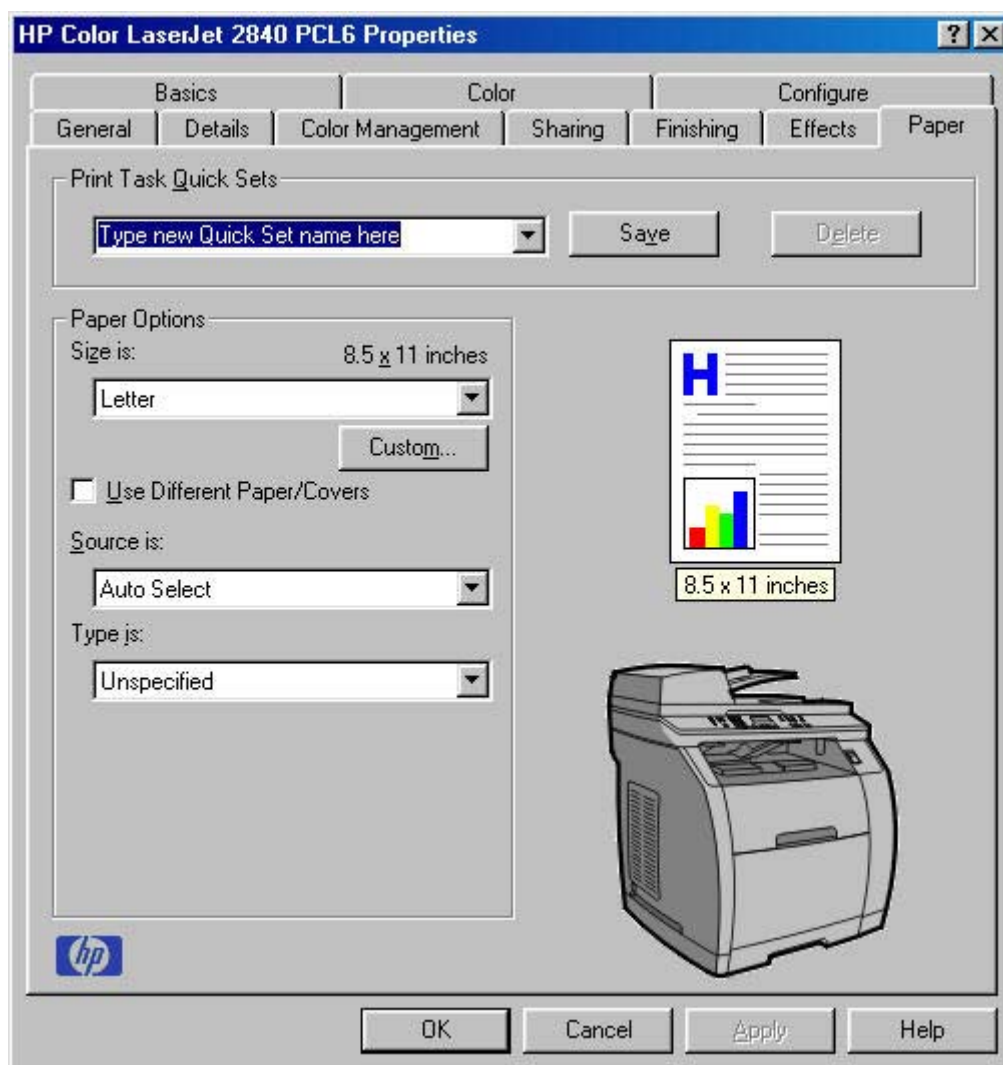 HP Color LaserJet 2840 PCL6 Properties ? X
Basics Color Configure
General Details Color Management Sharing Finishing Effects Paper
Print Task Quick Sets
Type new Quick Set name here Save Delete
Paper Options
Size is: 8.5 x 11 inches
Letter
Custom...
Use Different Paper/Covers
Source is:
Auto Select
Type is:
Unspecified
H
8.5 x 11 inches
hp
OK Cancel Apply Help